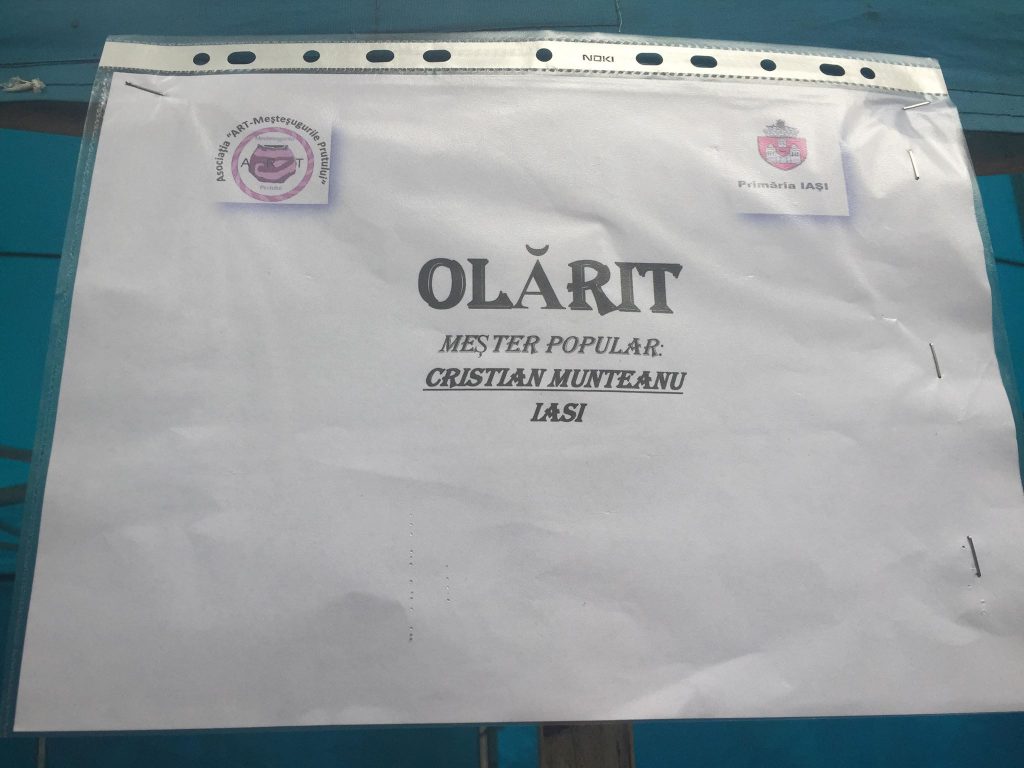 NOKI
Asociația "ART-Meșteșugurile prutului"
Primăria IAȘI
OLĂRIT
MEȘTER POPULAR:
CRISTIAN MUNTEANU
IASI